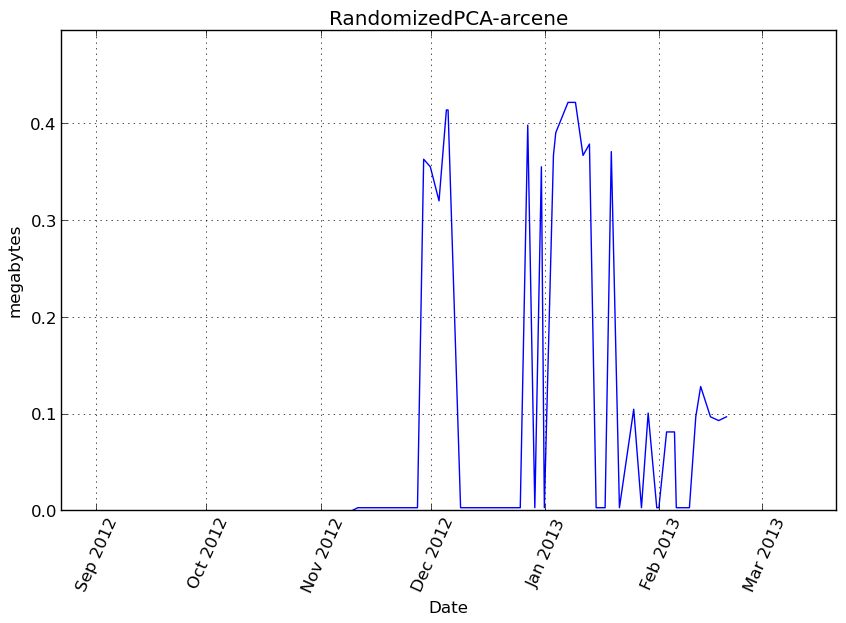 RandomizedPCA-arcene
megabytes
0.4
0.3
0.2
0.1
0.0
Sep 2012
Oct 2012
Nov 2012
Dec 2012
Jan 2013
Feb 2013
Mar 2013
Date